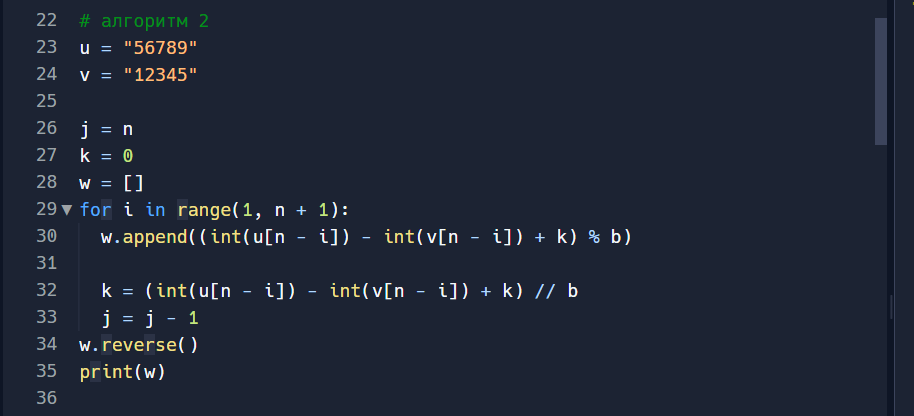 22 # алгоритм 2
23 u = "56789"
24 v = "12345"
25
26 j = n
27 k = 0
28 w = []
29 for i in range(1, n + 1):
30   w.append((int(u[n - i]) - int(v[n - i]) + k) % b)
31
32   k = (int(u[n - i]) - int(v[n - i]) + k) // b
33   j = j - 1
34 w.reverse()
35 print(w)
36